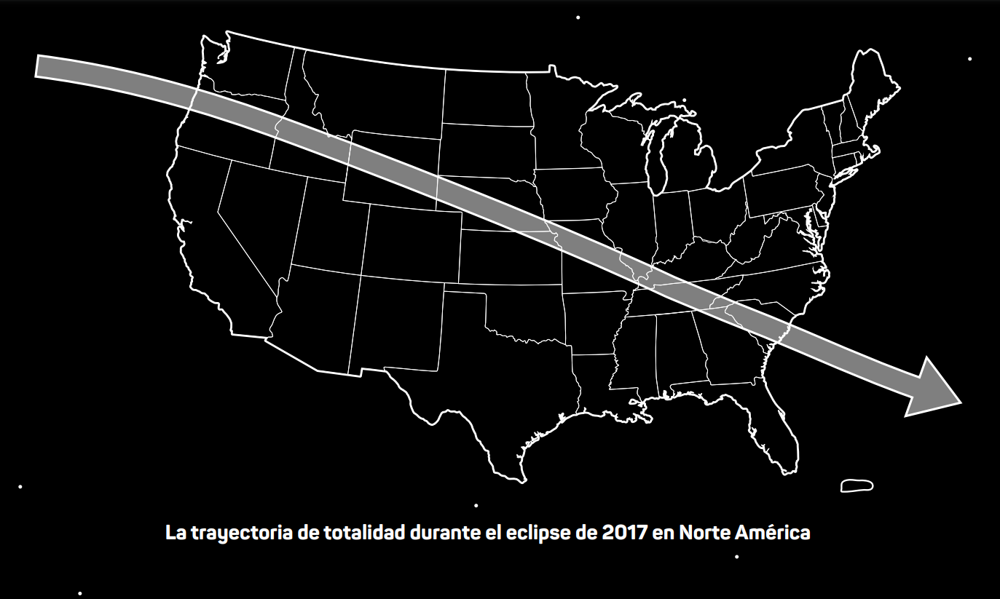 La trayectoria de totalidad durante el eclipse de 2017 en Norte América